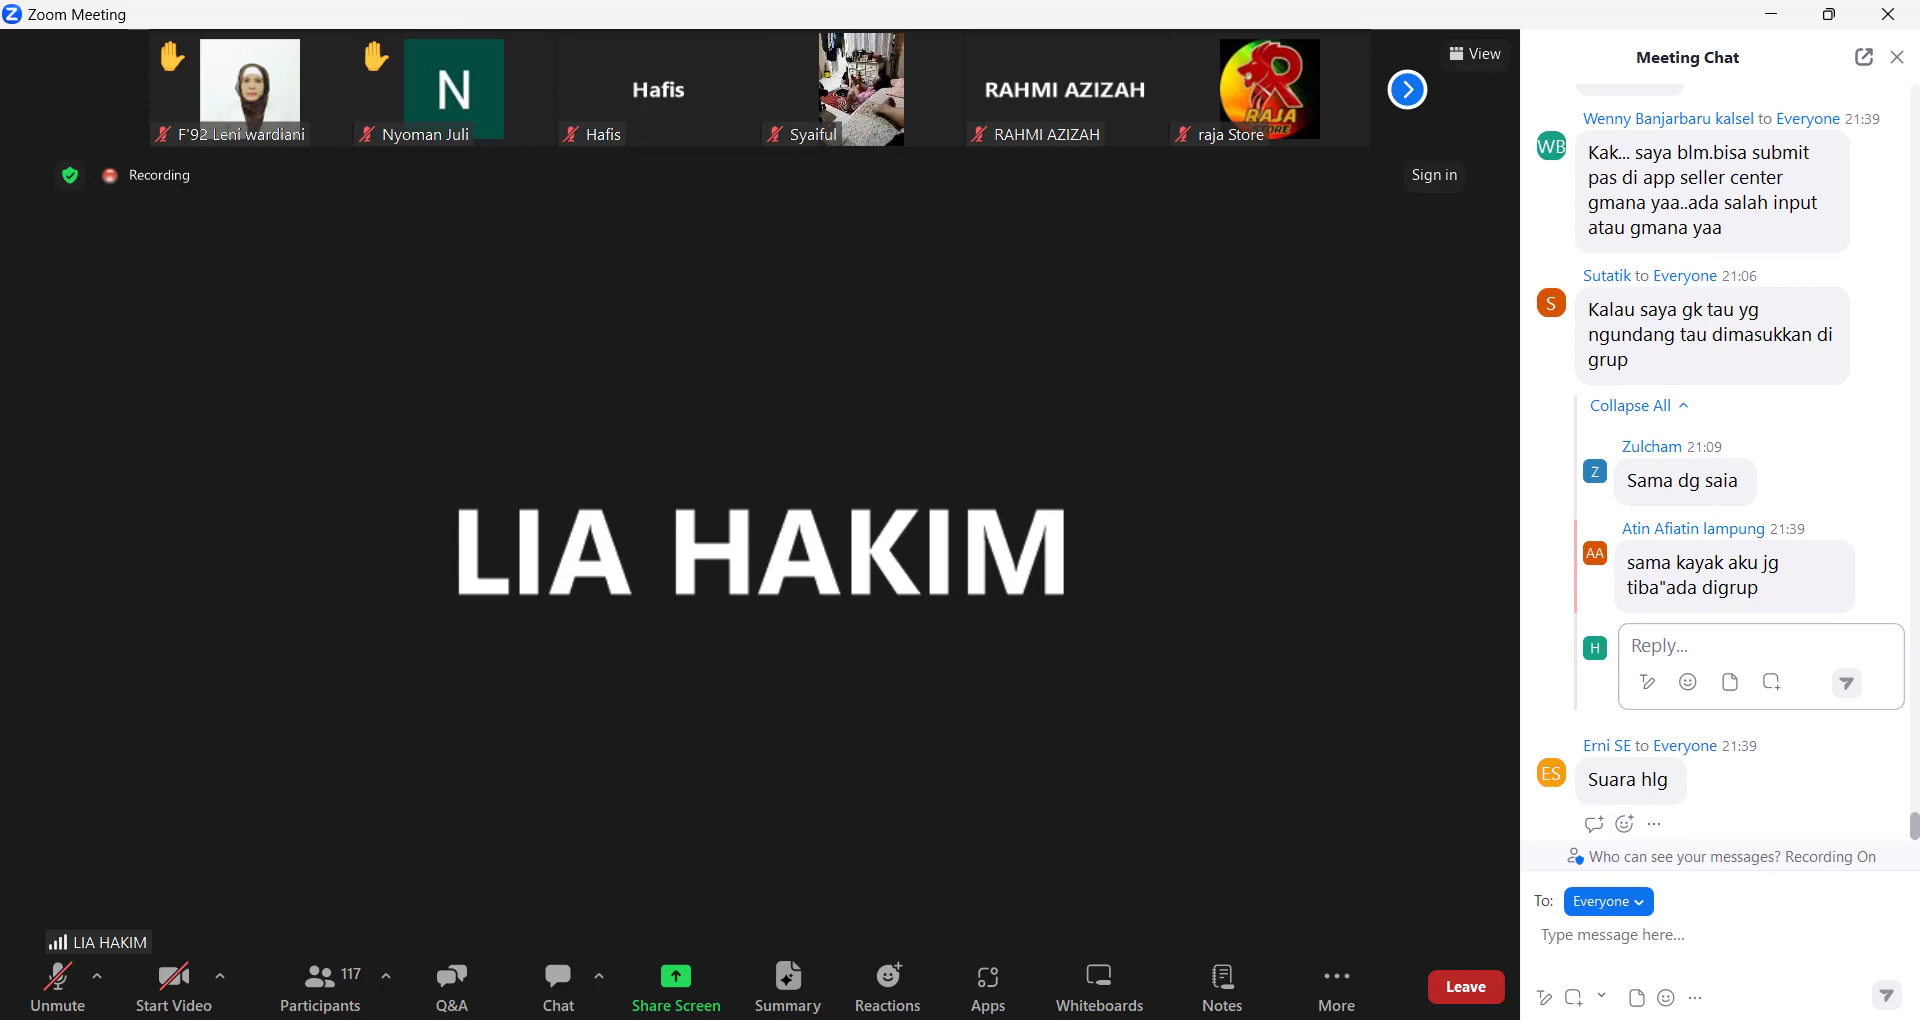 Zoom Meeting
N
Hafis
RAHMI AZIZAH
R
RAJA
F'92 Leni wardiani
Nyoman Juli
Hafis
Syaiful
RAHMI AZIZAH
raja Store
View
Recording
Sign in
LIA HAKIM
LIA HAKIM
Unmute
Start Video
117
Participants
Q&A
Chat
Share Screen
Summary
Reactions
Apps
Whiteboards
Notes
More
Leave
Meeting Chat
Wenny Banjarbaru kalsel to Everyone 21:39
WB
Kak... saya blm.bisa submit
pas di app seller center
gmana yaa..ada salah input
atau gmana yaa
Sutatik to Everyone 21:06
S
Kalau saya gk tau yg
ngundang tau dimasukkan di
grup
Collapse All
Zulcham 21:09
Z
Sama dg saia
Atin Afiatin lampung 21:39
AA
sama kayak aku jg
tiba"ada digrup
H
Reply...
Erni SE to Everyone 21:39
ES
Suara hlg
Who can see your messages? Recording On
To: Everyone
Type message here...